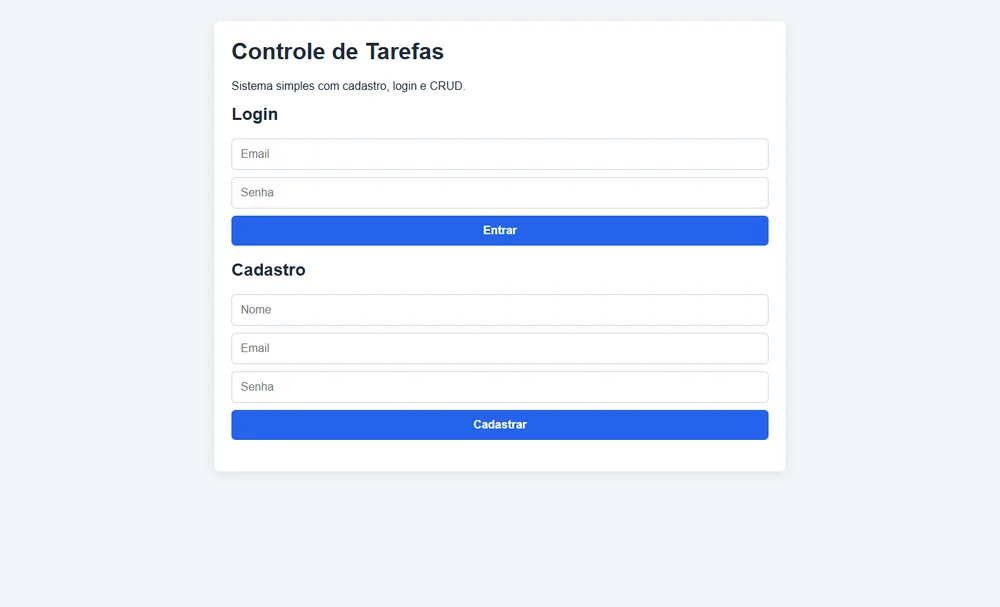 Controle de Tarefas
Sistema simples com cadastro, login e CRUD.
Login
Email
Senha
Entrar
Cadastro
Nome
Email
Senha
Cadastrar